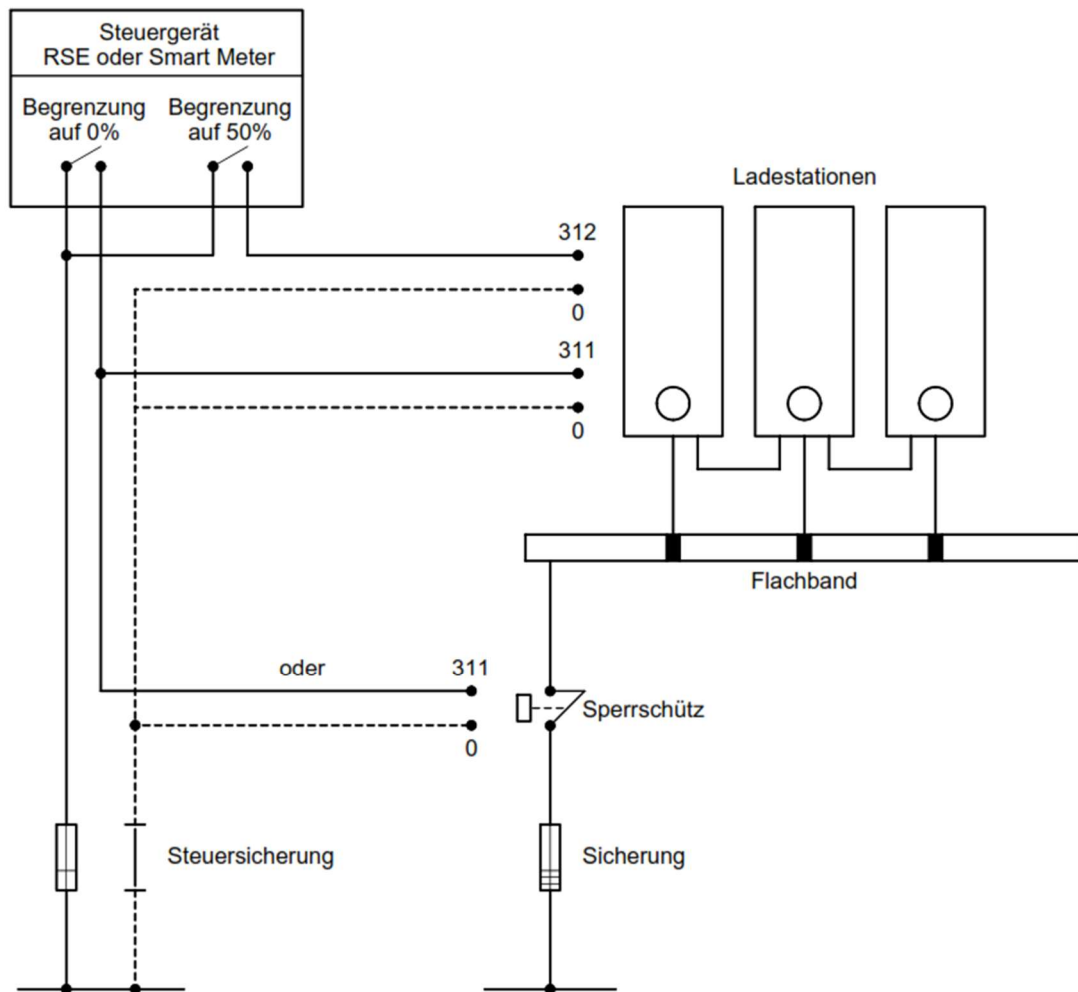 Steuergerät
RSE oder Smart Meter
Begrenzung
auf 0%
Begrenzung
auf 50%
Ladestationen
312
0
311
0
Flachband
oder
311
Sperrschütz
0
Steuersicherung
Sicherung